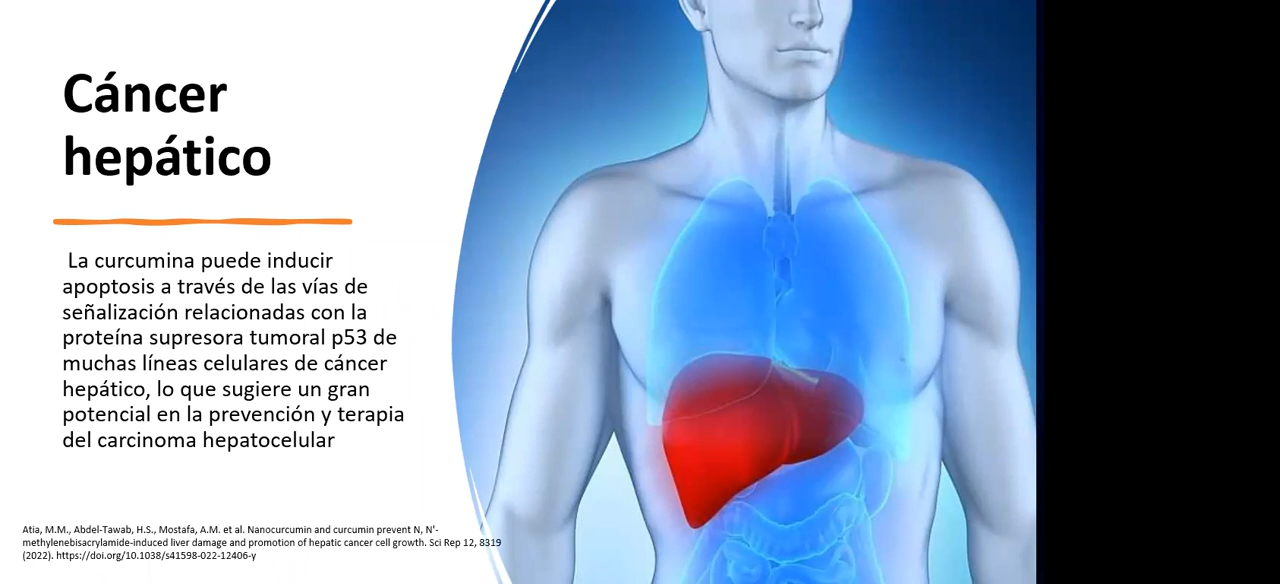 Cáncer
hepático
La curcumina puede inducir
apoptosis a través de las vías de
señalización relacionadas con la
proteína supresora tumoral p53 de
muchas líneas celulares de cáncer
hepático, lo que sugiere un gran
potencial en la prevención y terapia
del carcinoma hepatocelular
Atia, M.M., Abdel-Tawab, H.S., Mostafa, A.M. et al. Nanocurcumin and curcumin prevent N, N'-
methylenebisacrylamide-induced liver damage and promotion of hepatic cancer cell growth. Sci Rep 12, 8319
(2022). https://doi.org/10.1038/s41598-022-12406-y